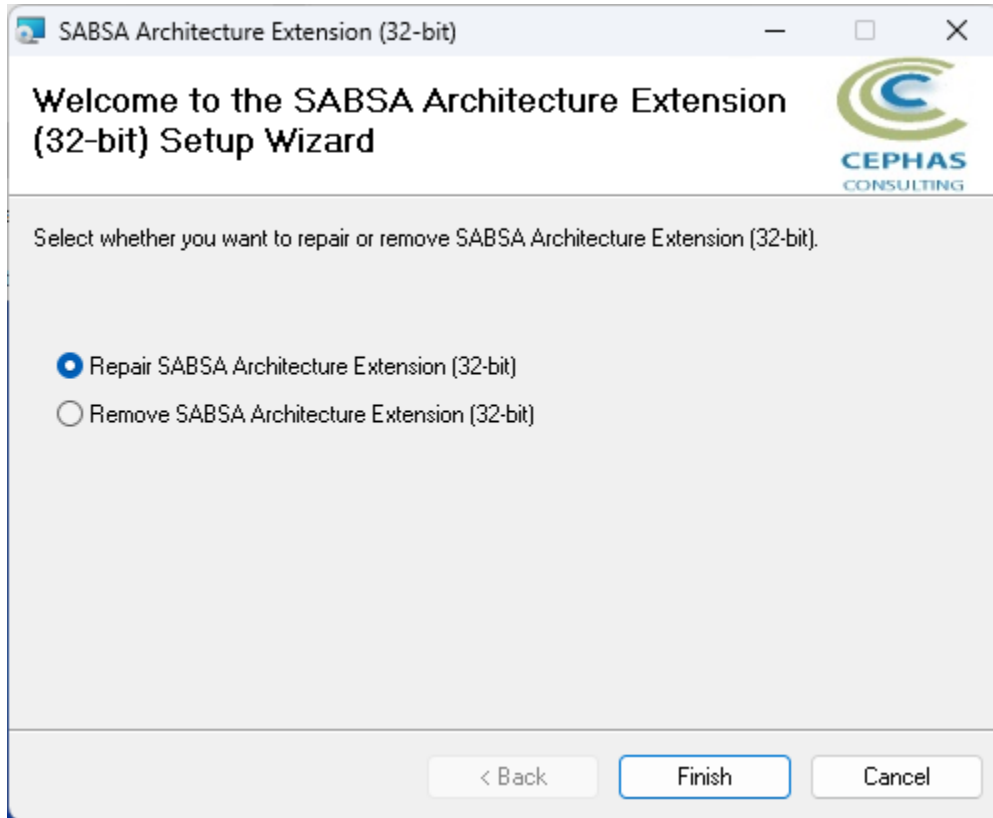 SABSA Architecture Extension (32-bit)
Welcome to the SABSA Architecture Extension
(32-bit) Setup Wizard
CEPHAS
CONSULTING
Select whether you want to repair or remove SABSA Architecture Extension (32-bit).
Repair SABSA Architecture Extension (32-bit)
Remove SABSA Architecture Extension (32-bit)
< Back
Finish
Cancel